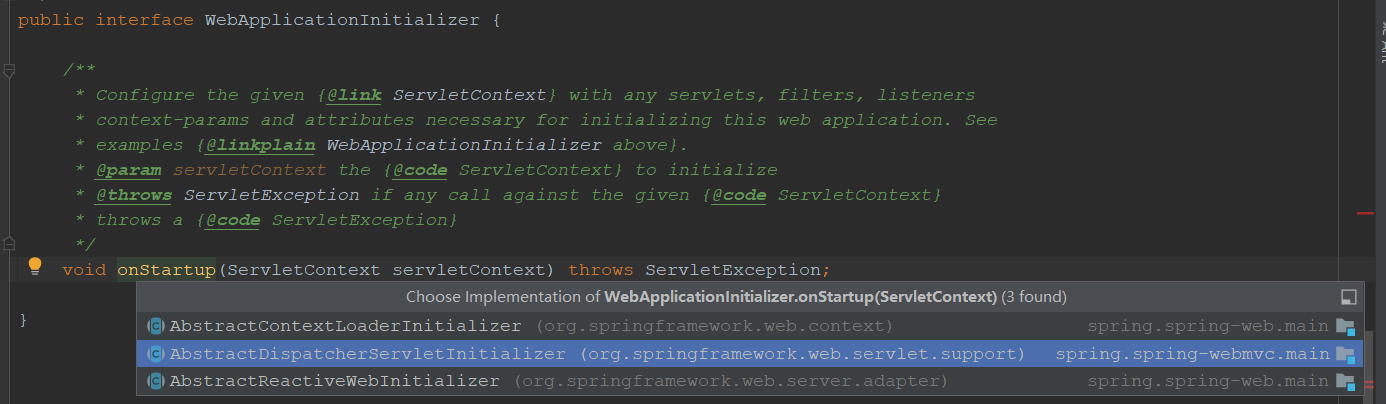 public interface WebApplicationInitializer {
/**
* Configure the given {@link ServletContext} with any servlets, filters, listeners
* context-params and attributes necessary for initializing this web application. See
* examples {@linkplain WebApplicationInitializer above}.
* @param servletContext the {@code ServletContext} to initialize
* @throws ServletException if any call against the given {@code ServletContext}
* throws a {@code ServletException}
*/
void onStartup(ServletContext servletContext) throws ServletException;
Choose Implementation of WebApplicationInitializer.onStartup(ServletContext) (3 found)
AbstractContextLoaderInitializer (org.springframework.web.context) spring.spring-web.main
AbstractDispatcherServletInitializer (org.springframework.web.servlet.support) spring.spring-webmvc.main
AbstractReactiveWebInitializer (org.springframework.web.server.adapter) spring.spring-web.main
}
Ant